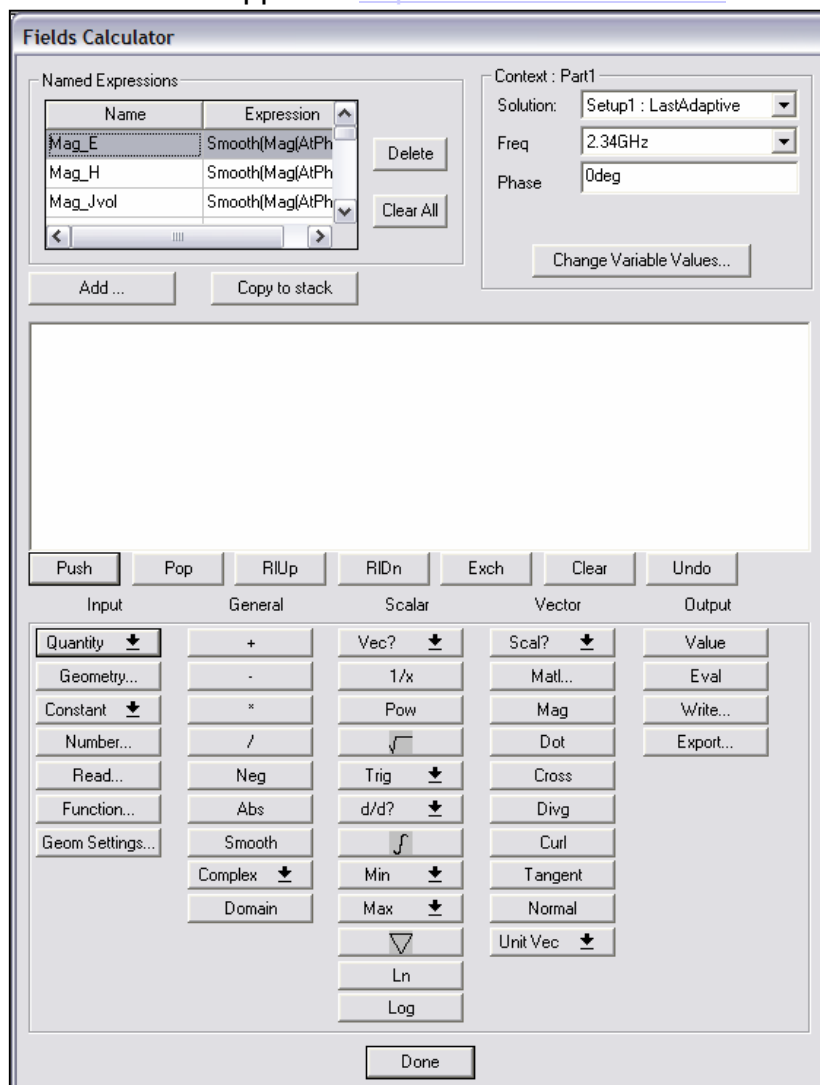 Fields Calculator
Named Expressions
Name Expression
Mag_E Smooth(Mag(AtPh
Mag_H Smooth(Mag(AtPh
Mag_Jvol Smooth(Mag(AtPh
Delete
Clear All
Add ...
Copy to stack
Context : Part1
Solution: Setup1 : LastAdaptive
Freq 2.34GHz
Phase 0deg
Change Variable Values...
Push Pop RlUp RlDn Exch Clear Undo
Input General Scalar Vector Output
Quantity + Vec? Scal? Value
Geometry... - 1/x Matl... Eval
Constant * Pow Mag Write...
Number... / √ Dot Export...
Read... Neg Trig Cross
Function... Abs d/d? Divg
Geom Settings... Smooth ∫ Curl
Complex Min Tangent
Domain Max Normal
▽ Unit Vec
Ln
Log
Done